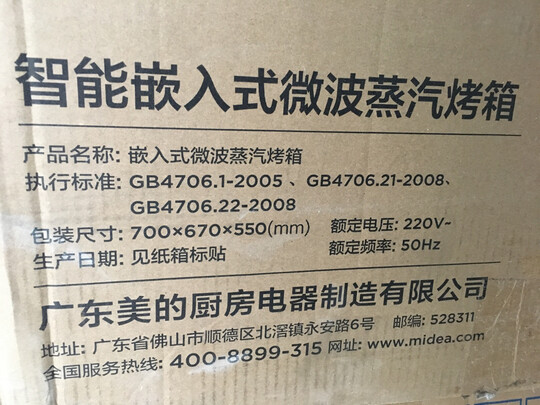 智能嵌入式微波蒸汽烤箱
产品名称: 嵌入式微波蒸汽烤箱
执行标准: GB4706.1-2005 、GB4706.21-2008、
GB4706.22-2008
包装尺寸: 700×670×550(mm) 额定电压: 220V~
生产日期: 见纸箱标贴 额定频率: 50Hz
广东美的厨房电器制造有限公司
地址: 广东省佛山市顺德区北滘镇永安路6号 邮编: 528311
全国服务热线: 400-8899-315 网址: www.midea.com